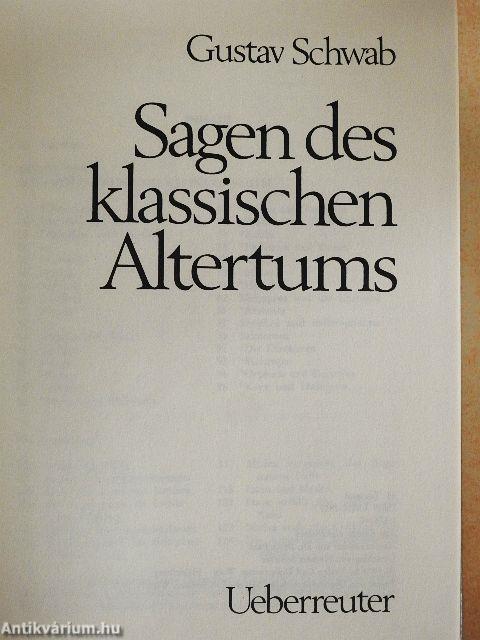 Gustav Schwab
Sagen des
klassischen
Altertums
Ueberreuter
Antikvárium.hu